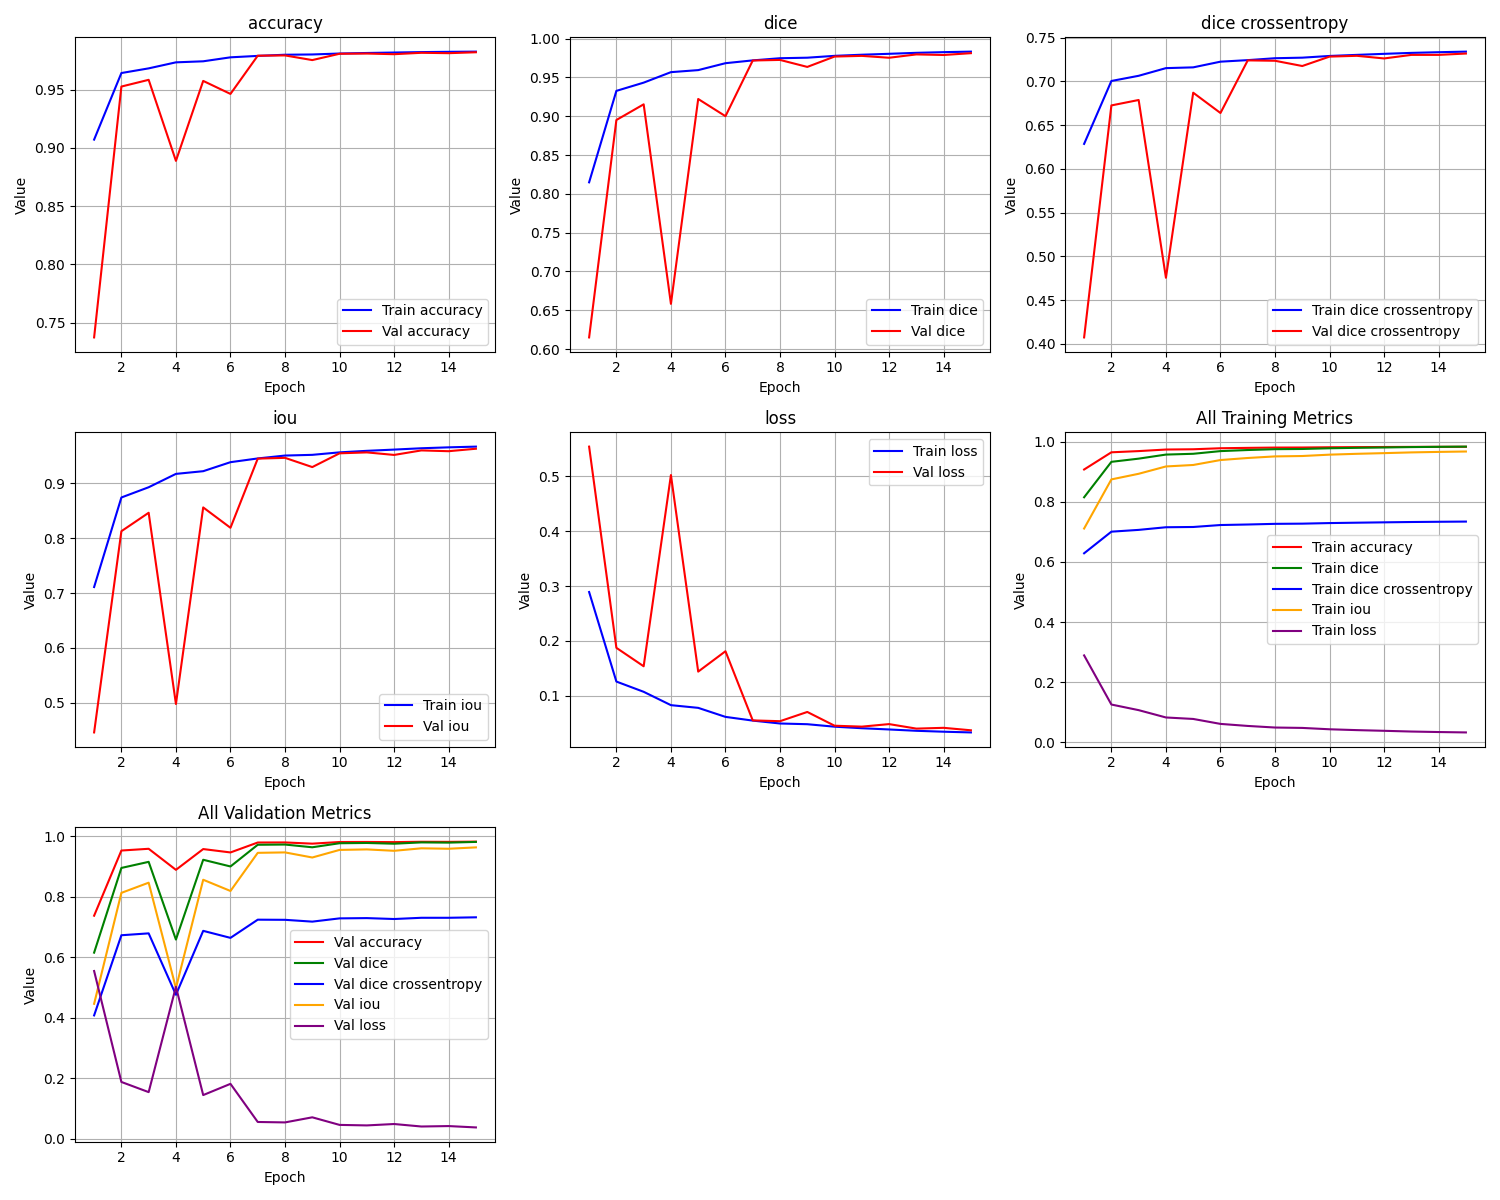 accuracy
Value
0.95
0.90
0.85
0.80
0.75
Train accuracy
Val accuracy
2 4 6 8 10 12 14
Epoch
dice
Value
1.00
0.95
0.90
0.85
0.80
0.75
0.70
0.65
0.60
Train dice
Val dice
2 4 6 8 10 12 14
Epoch
dice crossentropy
Value
0.75
0.70
0.65
0.60
0.55
0.50
0.45
0.40
Train dice crossentropy
Val dice crossentropy
2 4 6 8 10 12 14
Epoch
iou
Value
0.9
0.8
0.7
0.6
0.5
Train iou
Val iou
2 4 6 8 10 12 14
Epoch
loss
Value
0.5
0.4
0.3
0.2
0.1
Train loss
Val loss
2 4 6 8 10 12 14
Epoch
All Training Metrics
Value
1.0
0.8
0.6
0.4
0.2
0.0
Train accuracy
Train dice
Train dice crossentropy
Train iou
Train loss
2 4 6 8 10 12 14
Epoch
All Validation Metrics
Value
1.0
0.8
0.6
0.4
0.2
0.0
Val accuracy
Val dice
Val dice crossentropy
Val iou
Val loss
2 4 6 8 10 12 14
Epoch